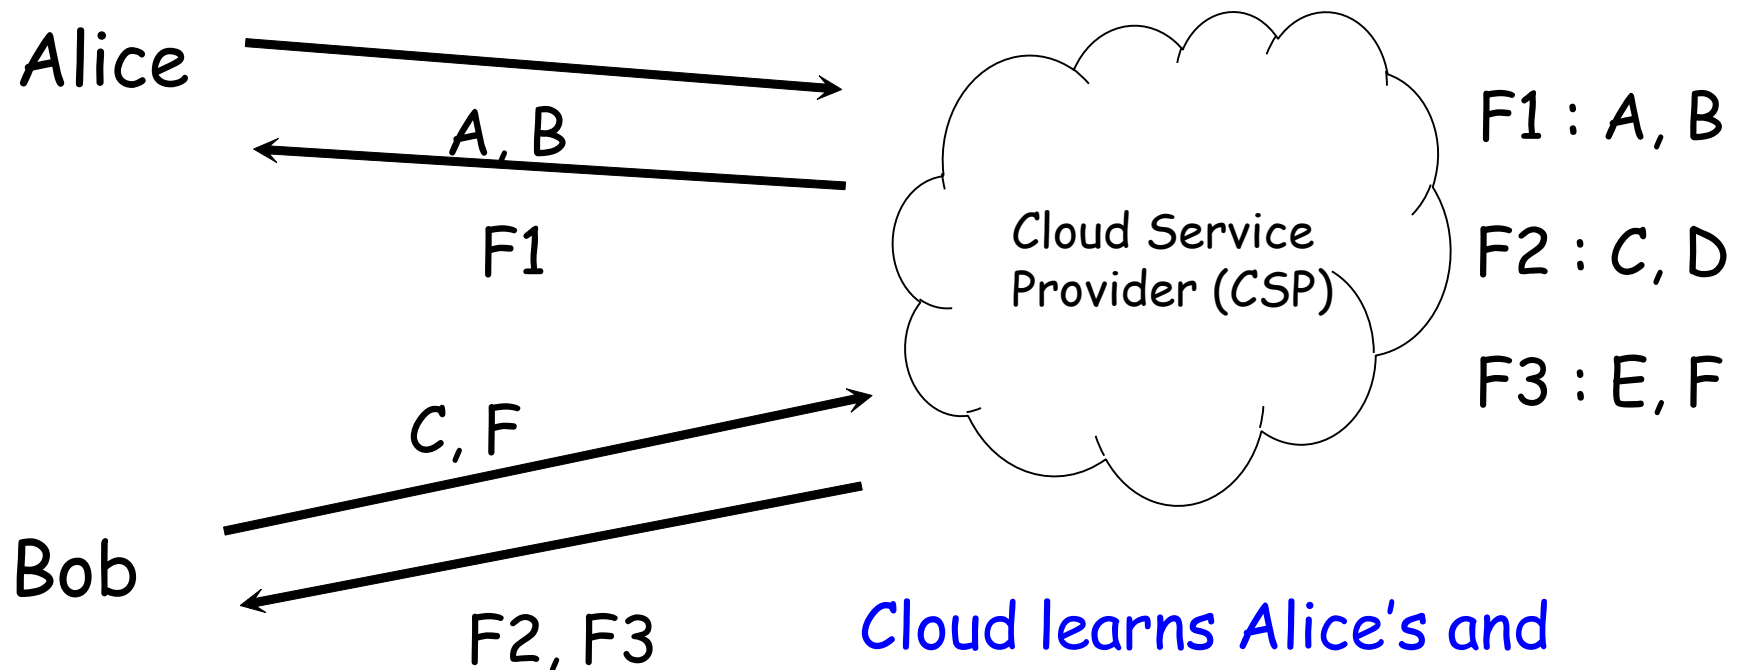 Alice
A, B
F1
Cloud Service
Provider (CSP)
F1 : A, B
F2 : C, D
F3 : E, F
C, F
Bob
F2, F3
Cloud learns Alice's and